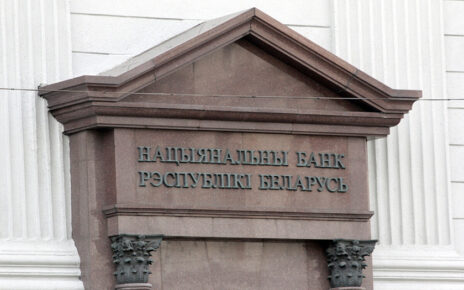 НАЦЫЯНАЛЬНЫ БАНК
РЭСПУБЛІКІ БЕЛАРУСЬ